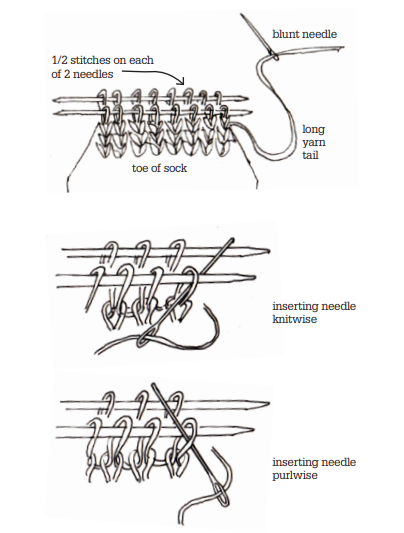 blunt needle
1/2 stitches on each
of 2 needles
long
yarn
tail
toe of sock
inserting needle
knitwise
inserting needle
purlwise